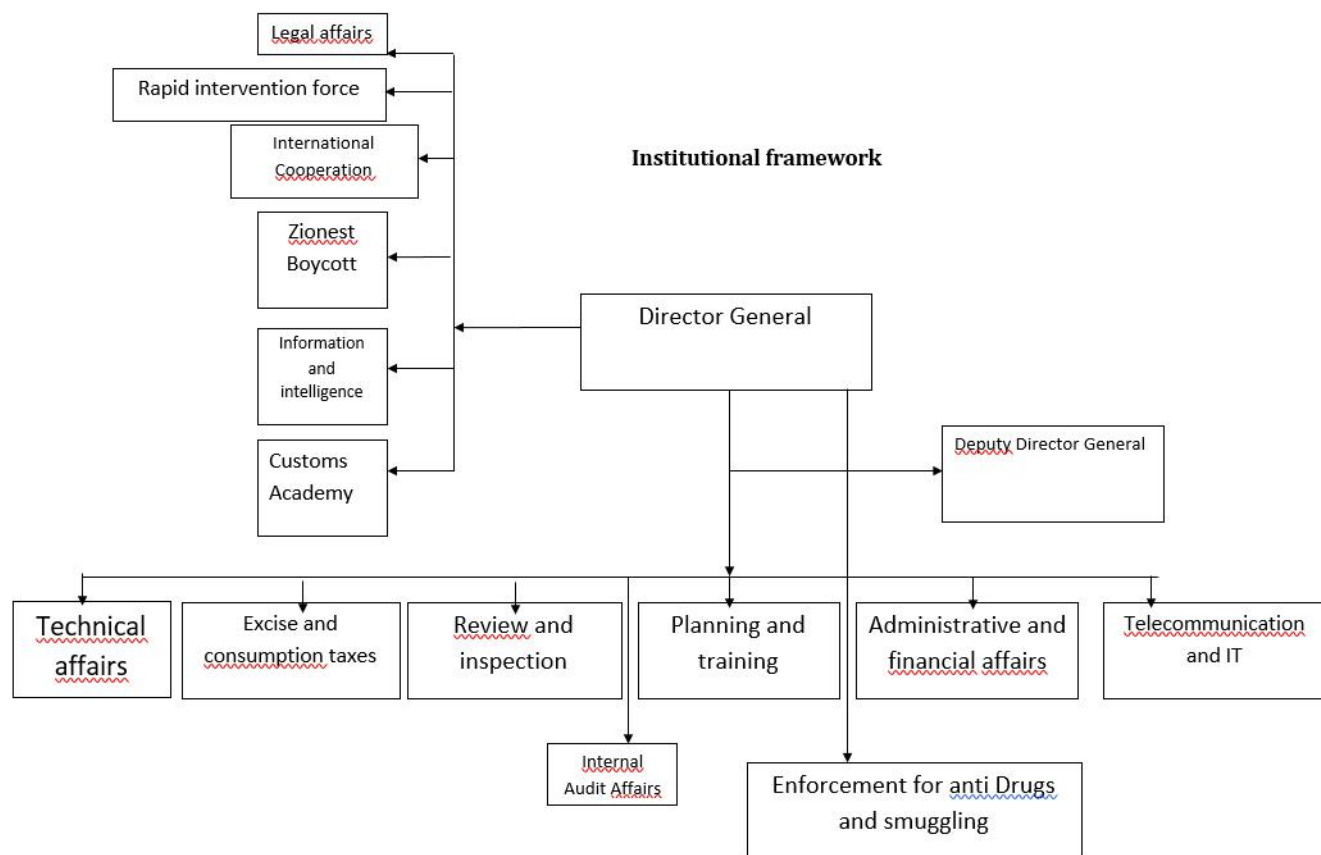 Legal affairs
Rapid intervention force
International
Cooperation
Institutional framework
Zionest
Boycott
Director General
Information
and
intelligence
Deputy Director General
Customs
Academy
Technical
affairs
Excise and
consumption taxes
Review and
inspection
Planning and
training
Administrative and
financial affairs
Telecommunication
and IT
Internal
Audit Affairs
Enforcement for anti Drugs
and smuggling